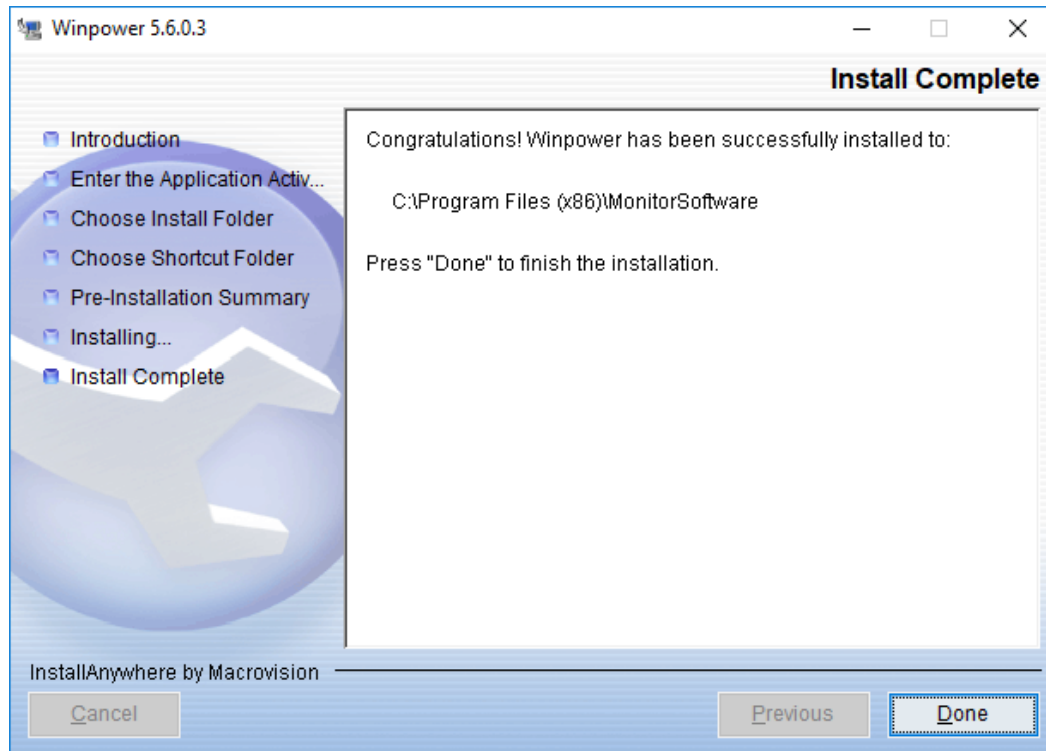 Winpower 5.6.0.3
Install Complete
Introduction
Enter the Application Activ...
Choose Install Folder
Choose Shortcut Folder
Pre-Installation Summary
Installing...
Install Complete
Congratulations! Winpower has been successfully installed to:
C:\Program Files (x86)\MonitorSoftware
Press "Done" to finish the installation.
InstallAnywhere by Macrovision
Cancel
Previous
Done